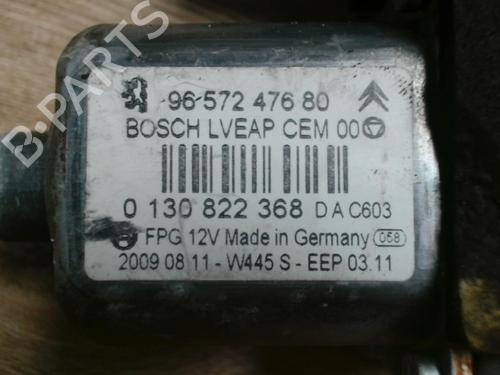 96 572 476 80
BOSCH LVEAP CEM 00
0 130 822 368 D A C603
FPG 12V Made in Germany 058
2009 08 11 - W445 S - EEP 03.11
B-PARTS
B-PARTS